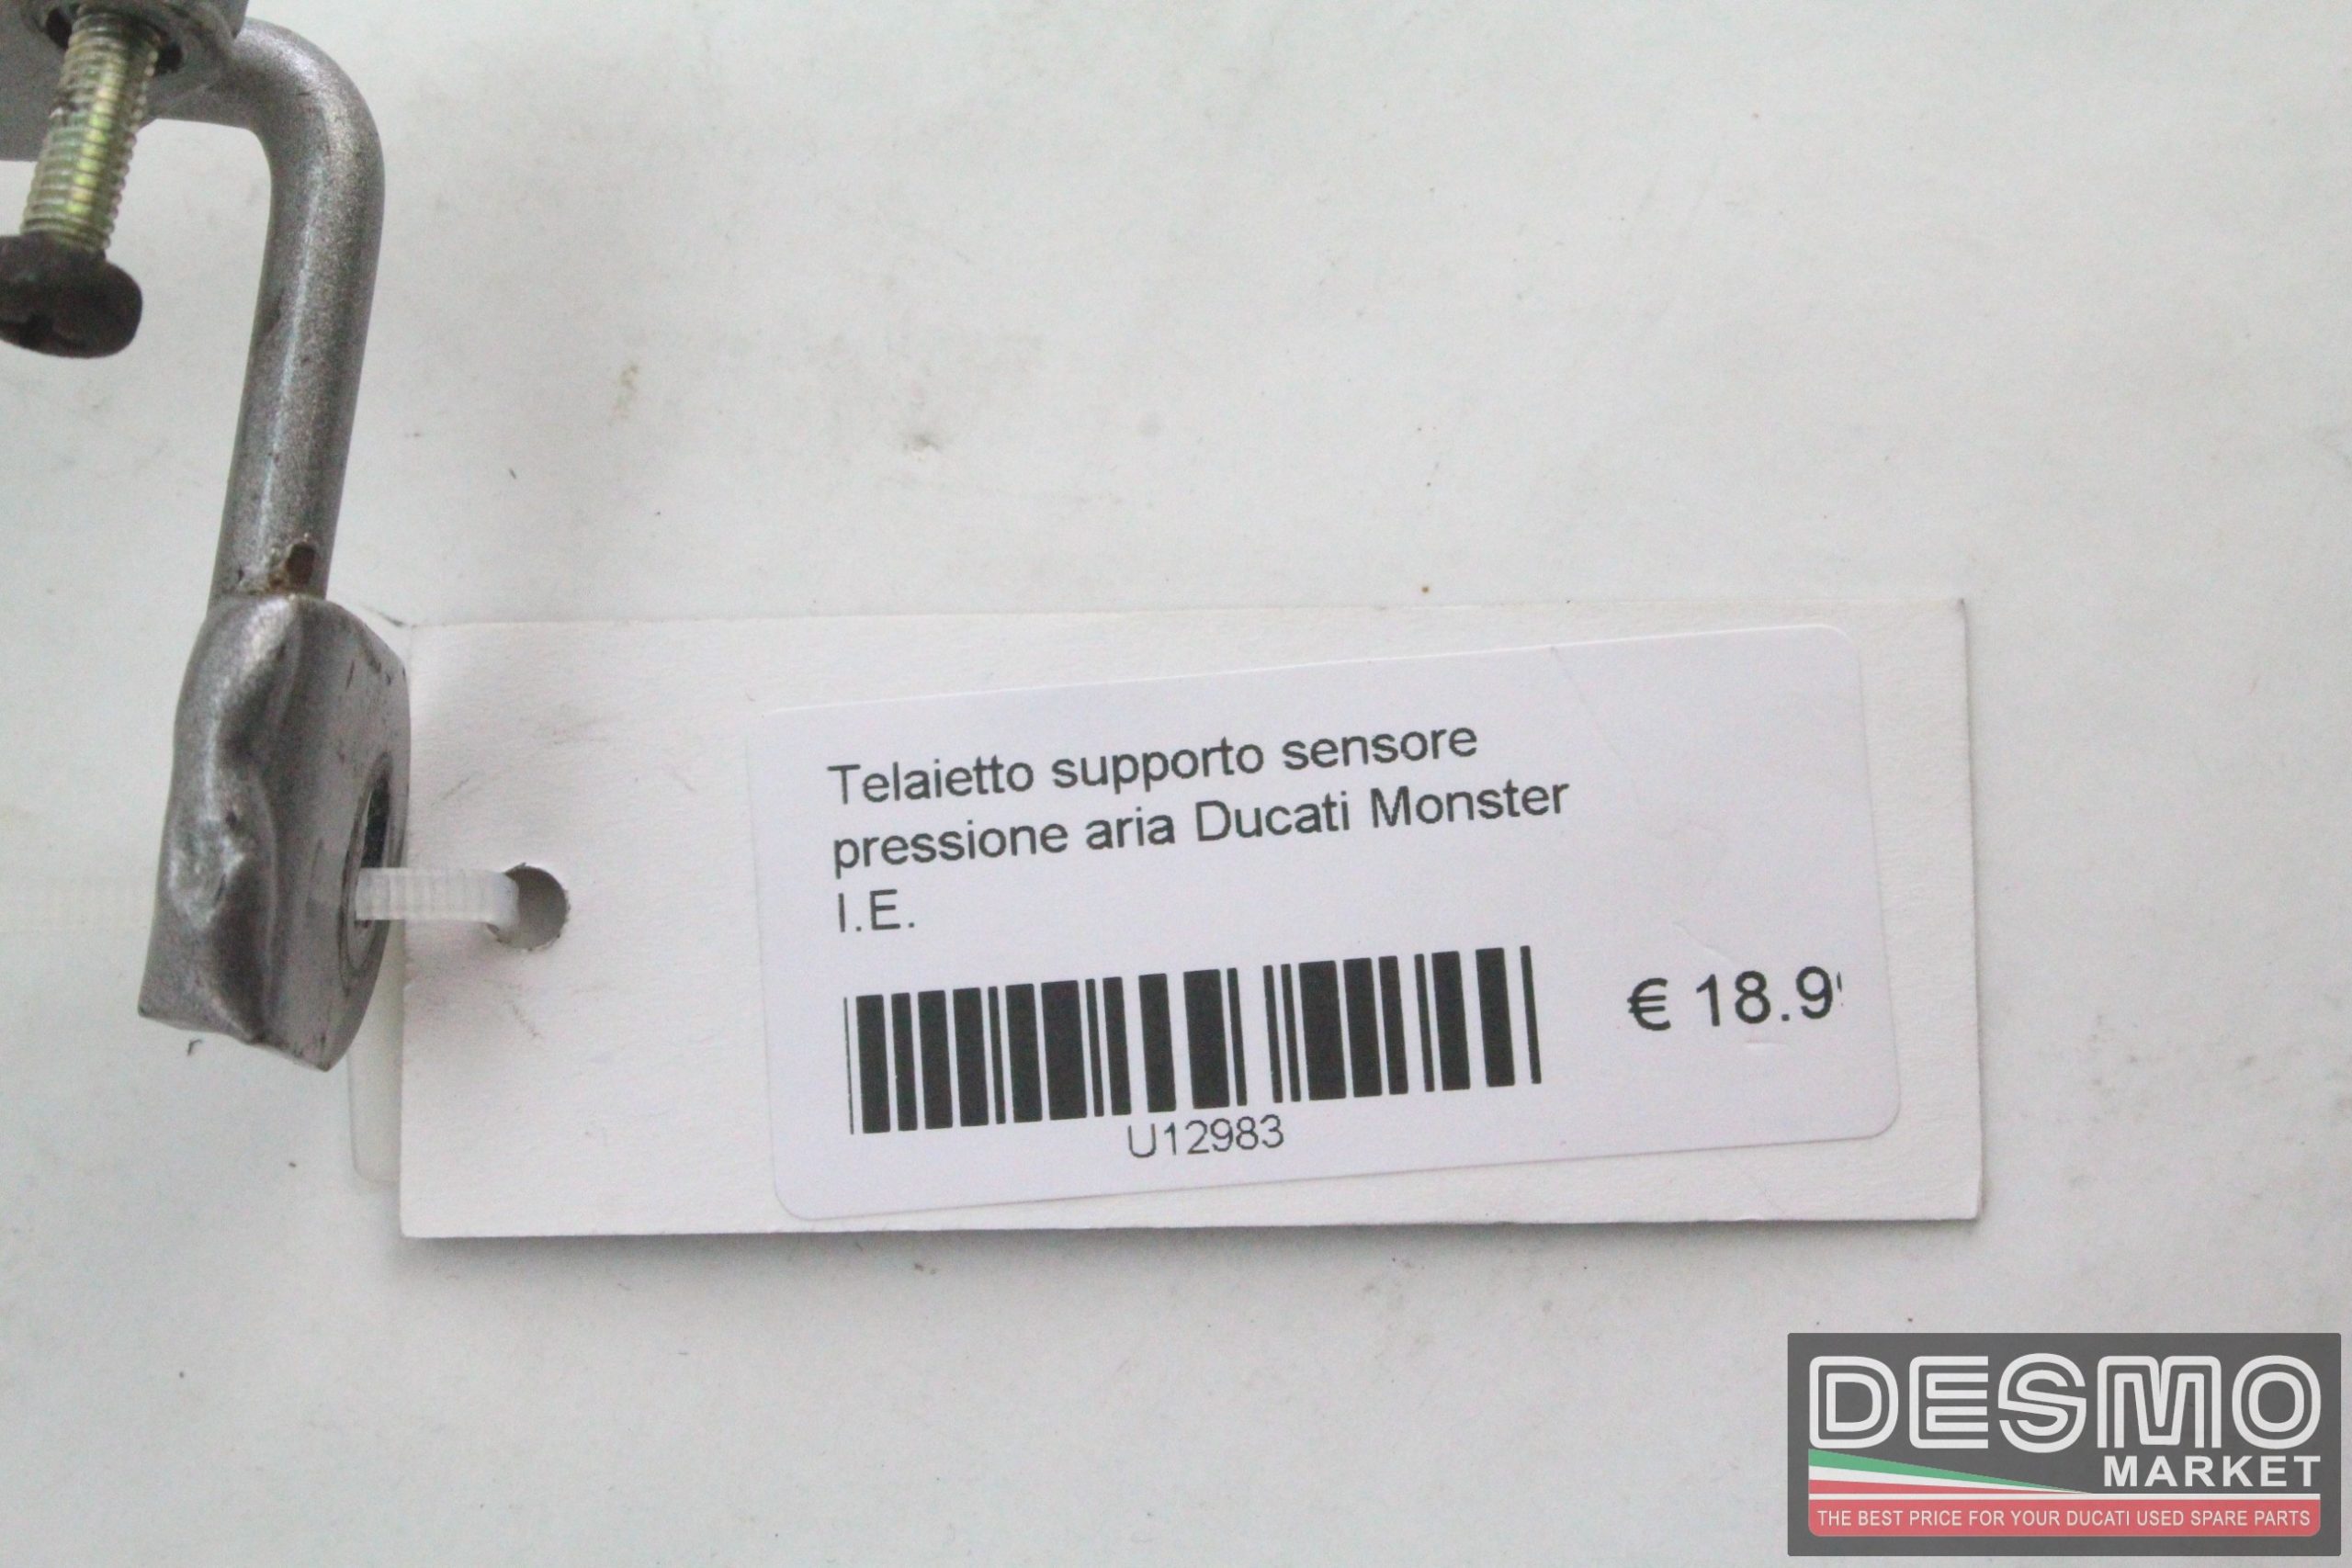 Telaietto supporto sensore
pressione aria Ducati Monster
I.E.
€ 18.9
U12983
DESMO
MARKET
THE BEST PRICE FOR YOUR DUCATI USED SPARE PARTS